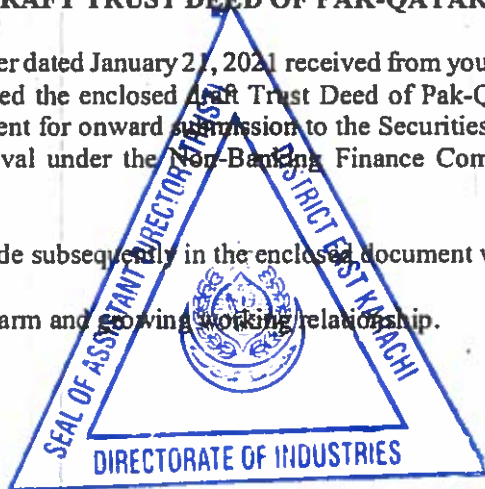 RAFT TRUST DEED OF PAK-QATAR
er dated January 21, 2021 received from you
ed the enclosed draft Trust Deed of Pak-Q
ent for onward submission to the Securities
val under the Non-Banking Finance Com
de subsequently in the enclosed document v
arm and growing working relationship.
SEAL OF ASSISTANT DIRECTOR (TRUST)
DISTRICT EAST KARACHI
DIRECTORATE OF INDUSTRIES